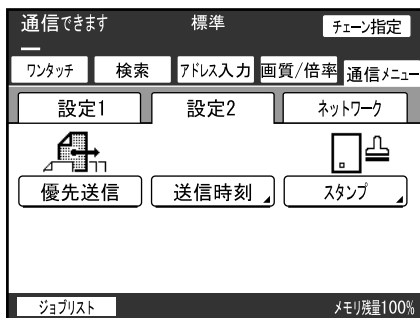 通信できます 標準 チェーン指定
ワンタッチ 検索 アドレス入力 画質/倍率 通信メニュー
設定1 設定2 ネットワーク
優先送信 送信時刻 スタンプ
ジョブリスト メモリ残量100%